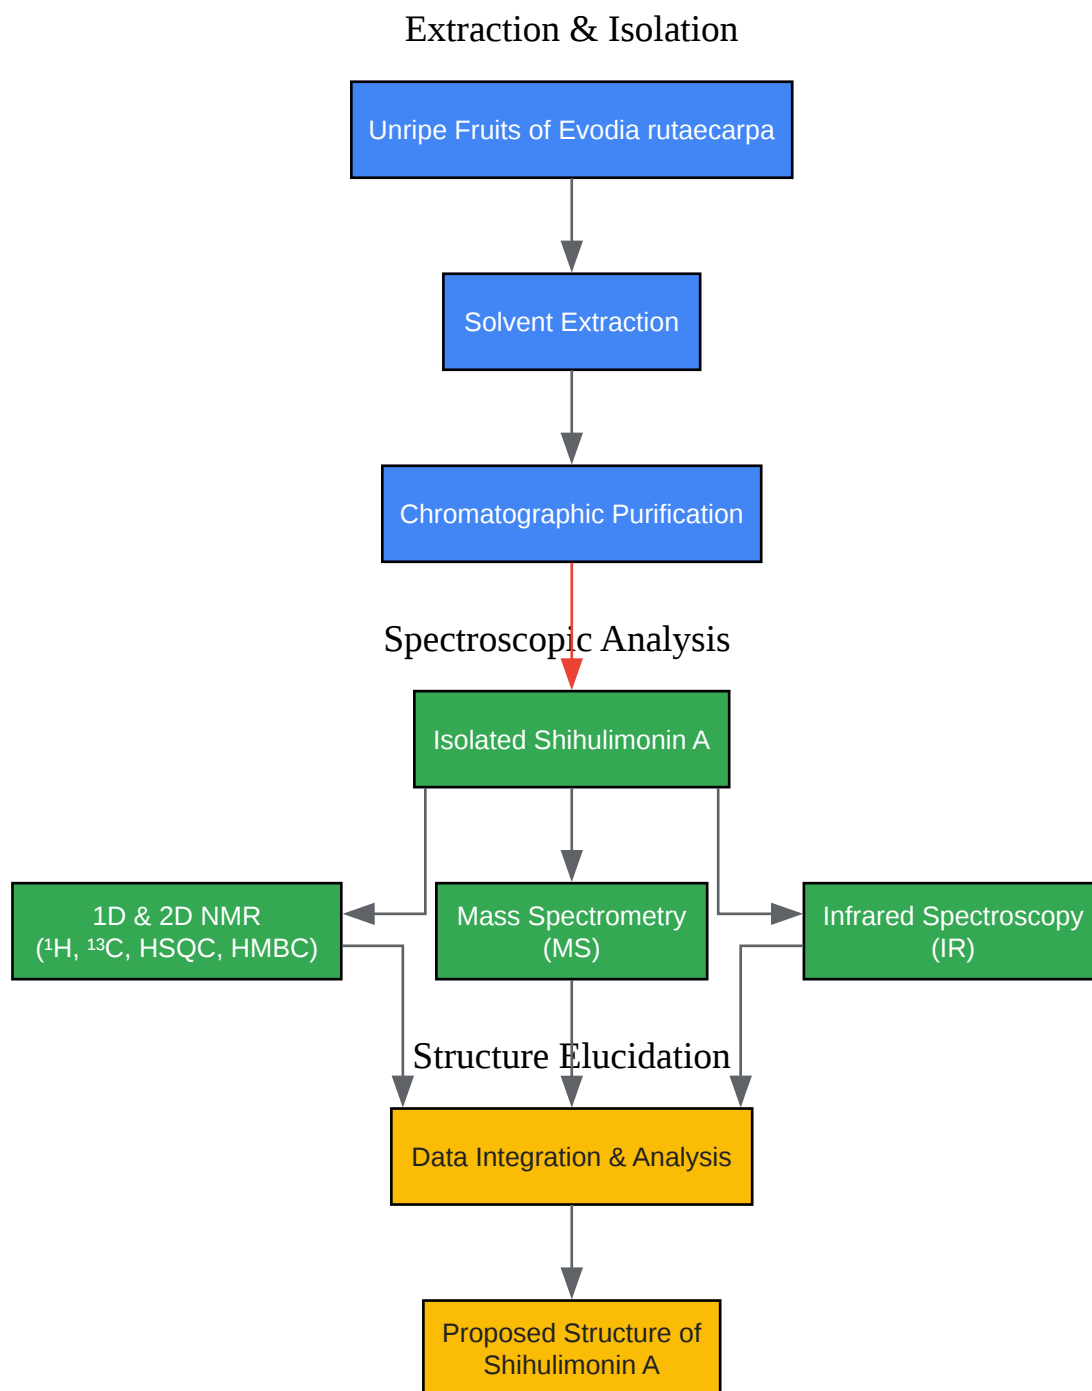 Extraction & Isolation
Unripe Fruits of Evodia rutaecarpa
Solvent Extraction
Chromatographic Purification
Spectroscopic Analysis
Isolated Shihulimonin A
1D & 2D NMR
(¹H, ¹³C, HSQC, HMBC)
Mass Spectrometry
(MS)
Infrared Spectroscopy
(IR)
Structure Elucidation
Data Integration & Analysis
Proposed Structure of
Shihulimonin A